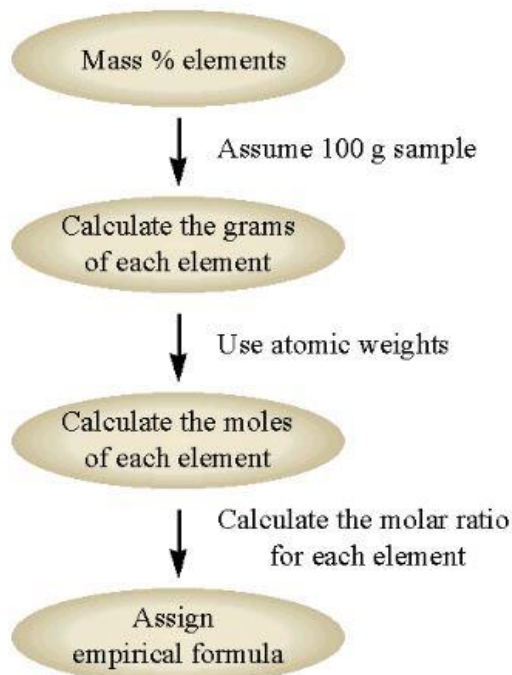 Mass % elements
Assume 100 g sample
Calculate the grams
of each element
Use atomic weights
Calculate the moles
of each element
Calculate the molar ratio
for each element
Assign
empirical formula